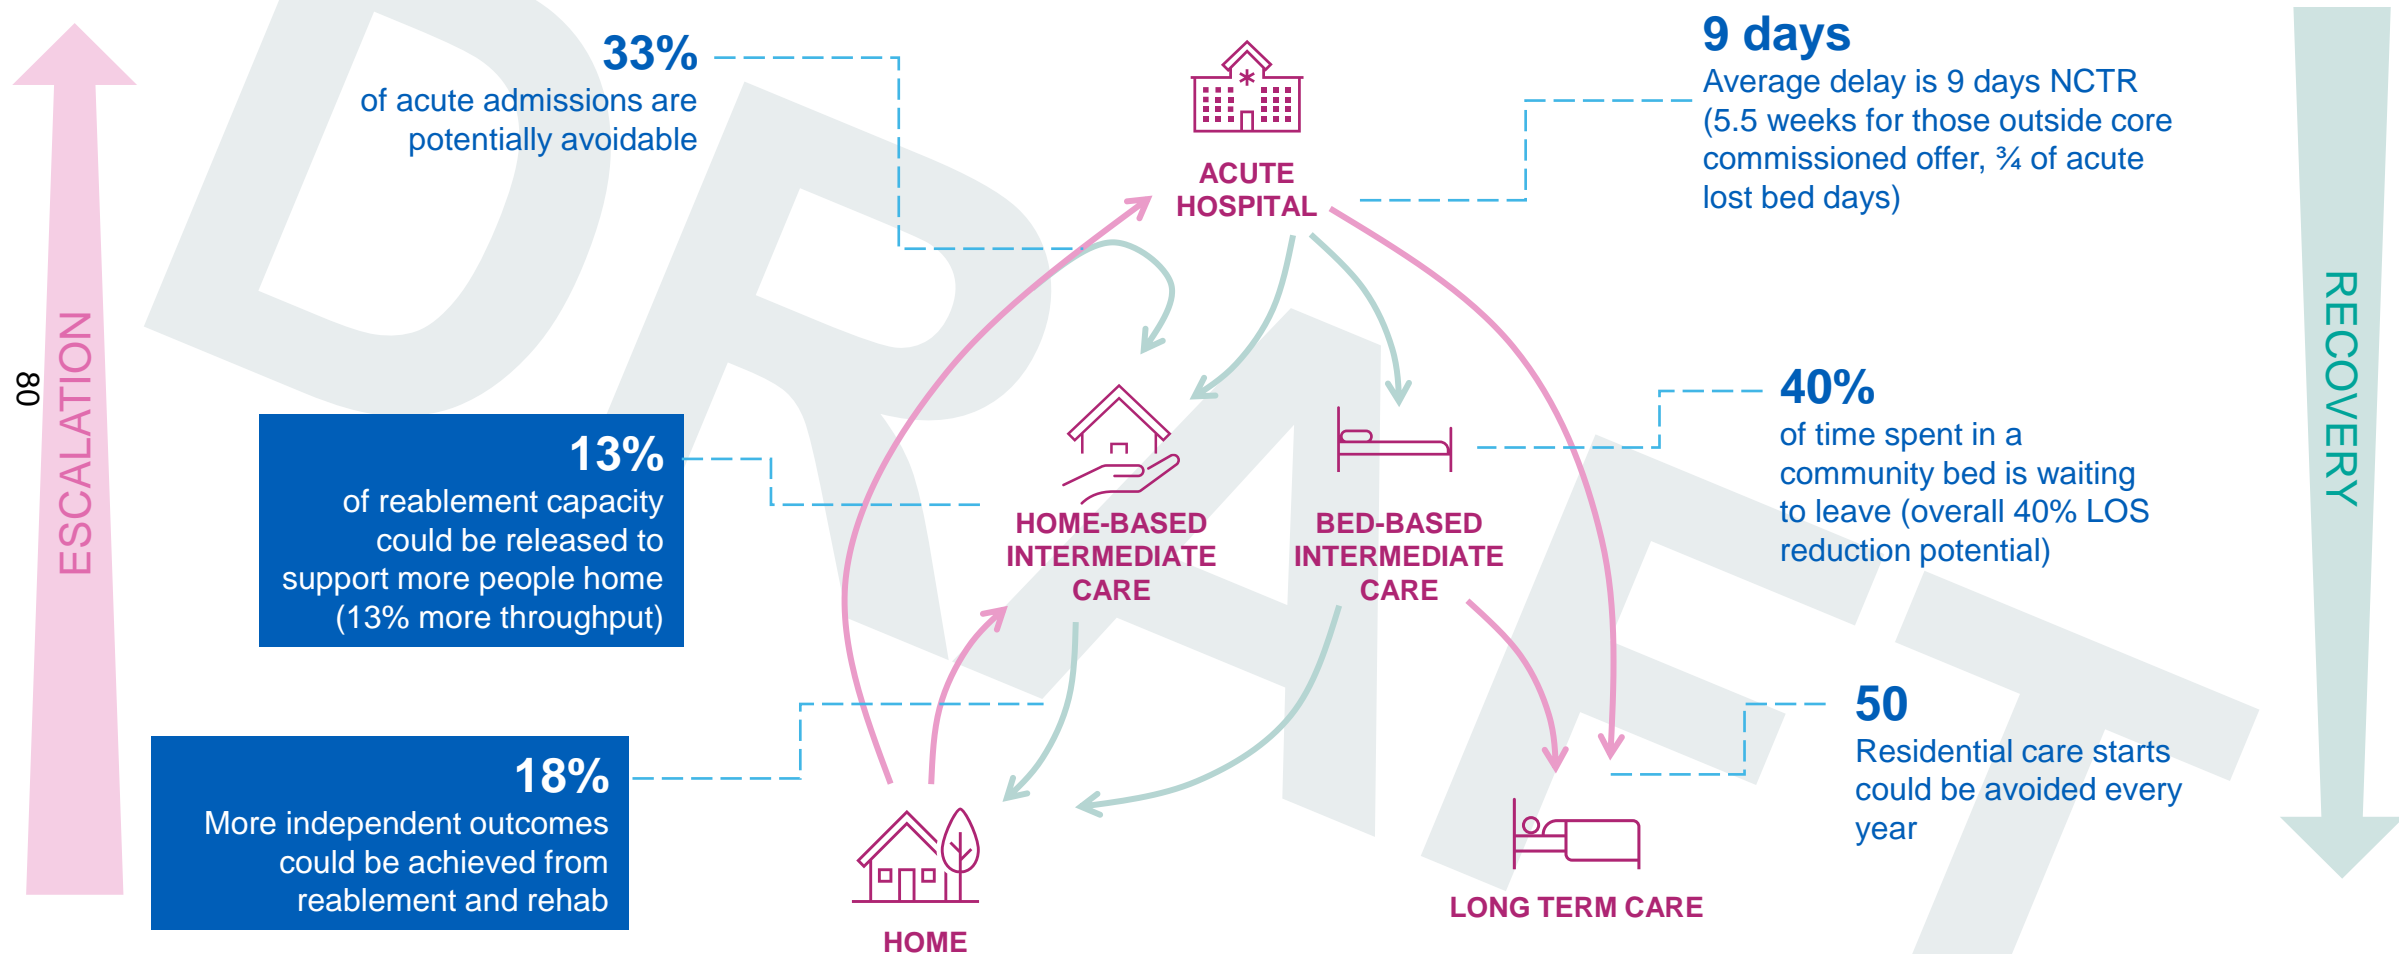 33%
of acute admissions are
potentially avoidable
9 days
Average delay is 9 days NCTR
(5.5 weeks for those outside core
commissioned offer, ¾ of acute
lost bed days)
ACUTE
HOSPITAL
ESCALATION
80
RECOVERY
13%
of reablement capacity
could be released to
support more people home
(13% more throughput)
HOME-BASED
INTERMEDIATE
CARE
BED-BASED
INTERMEDIATE
CARE
40%
of time spent in a
community bed is waiting
to leave (overall 40% LOS
reduction potential)
18%
More independent outcomes
could be achieved from
reablement and rehab
50
Residential care starts
could be avoided every
year
HOME
LONG TERM CARE
DRAFT